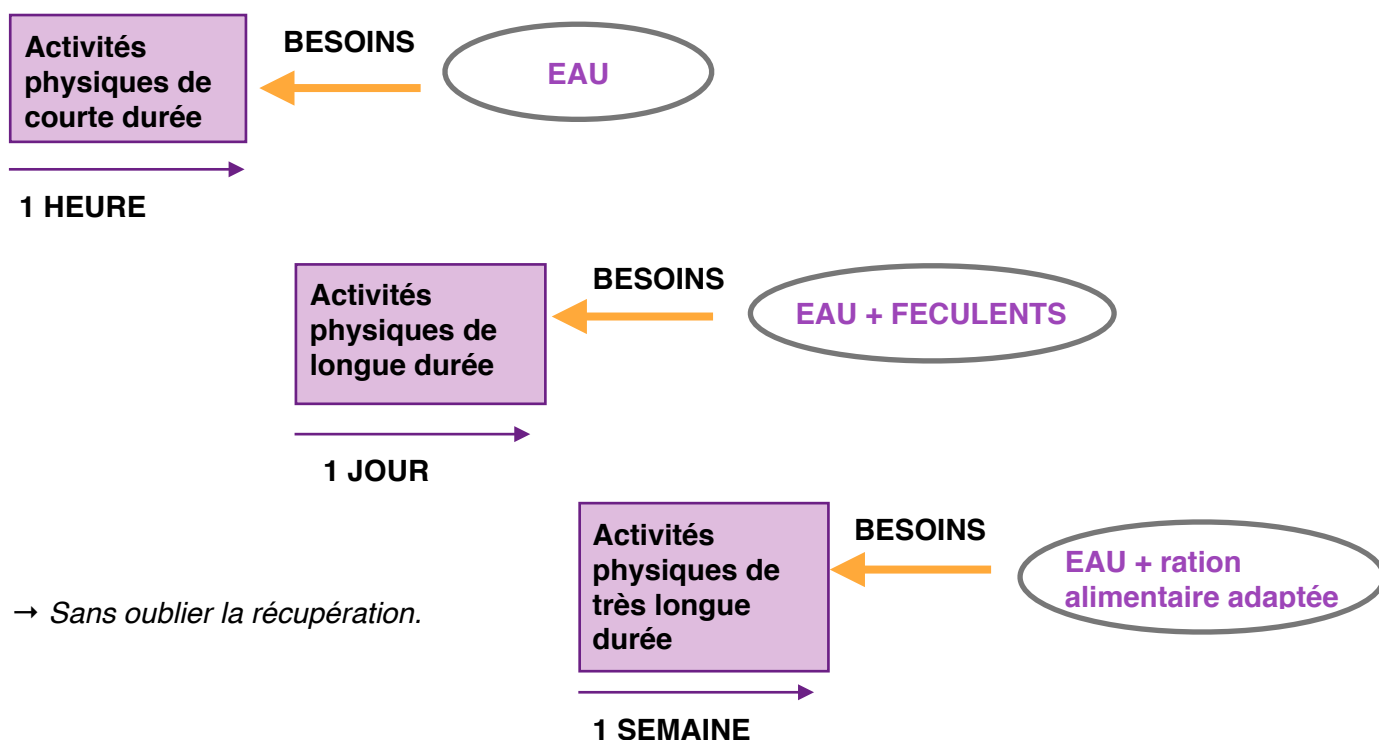 Activités
physiques de
courte durée
BESOINS
EAU
1 HEURE
Activités
physiques de
longue durée
BESOINS
EAU + FECULENTS
1 JOUR
Activités
physiques de
très longue
durée
BESOINS
EAU + ration
alimentaire adaptée
→ Sans oublier la récupération.
1 SEMAINE